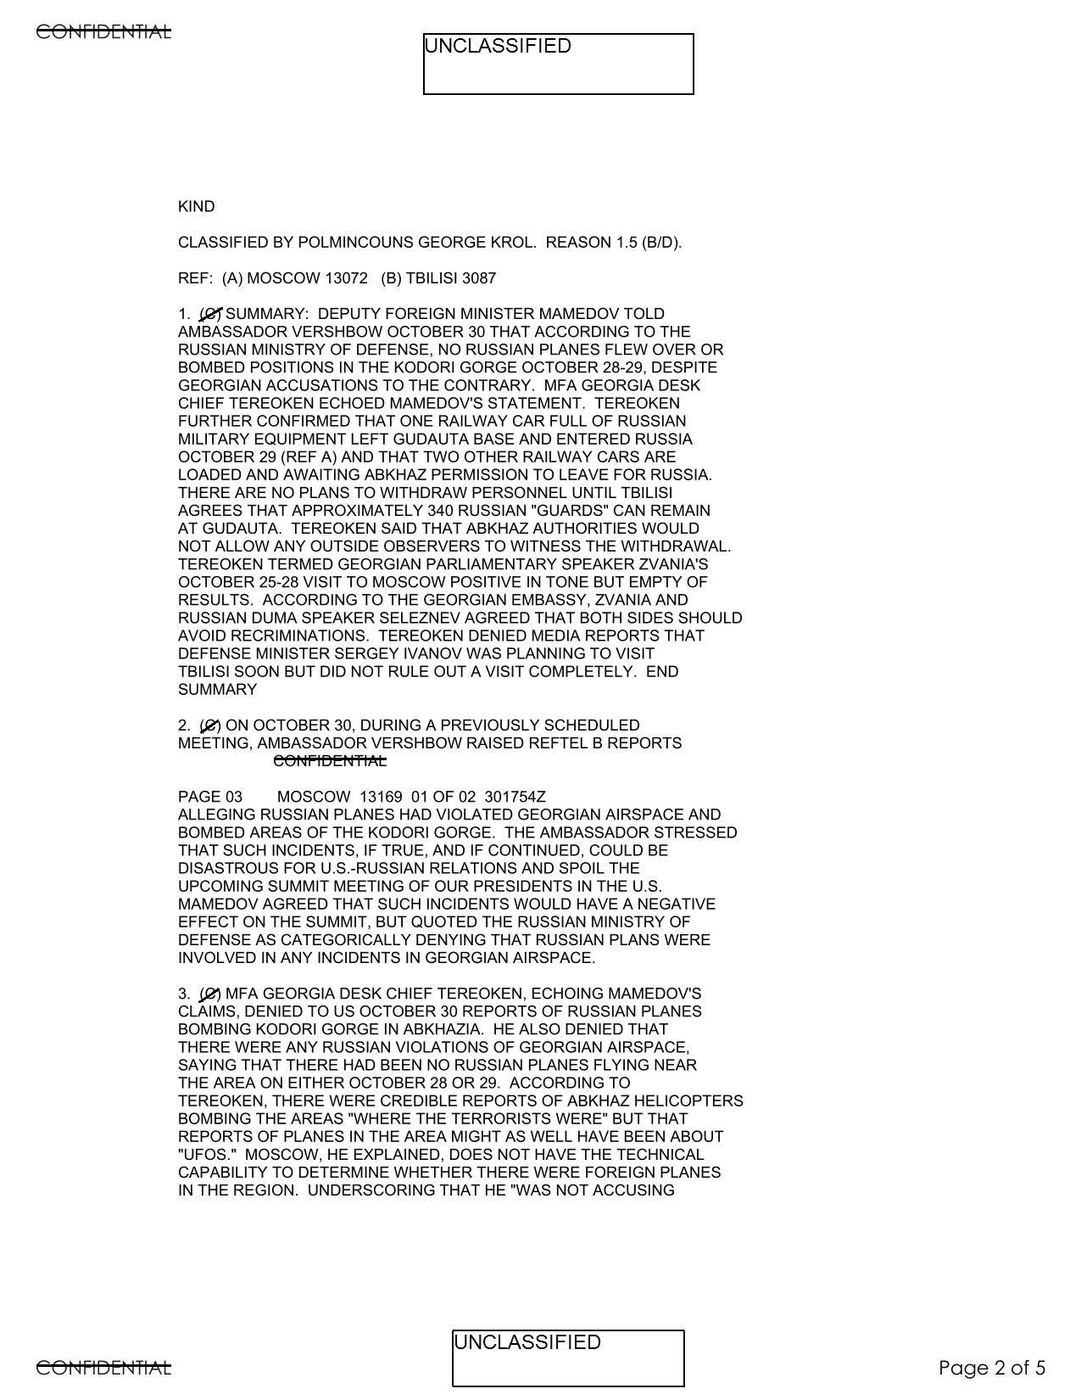 CONFIDENTIAL
UNCLASSIFIED
KIND
CLASSIFIED BY POLMINCOUNS GEORGE KROL.  REASON 1.5 (B/D).
REF:  (A) MOSCOW 13072   (B) TBILISI 3087
1.  (C) SUMMARY:  DEPUTY FOREIGN MINISTER MAMEDOV TOLD
AMBASSADOR VERSHBOW OCTOBER 30 THAT ACCORDING TO THE
RUSSIAN MINISTRY OF DEFENSE, NO RUSSIAN PLANES FLEW OVER OR
BOMBED POSITIONS IN THE KODORI GORGE OCTOBER 28-29, DESPITE
GEORGIAN ACCUSATIONS TO THE CONTRARY.  MFA GEORGIA DESK
CHIEF TEREOKEN ECHOED MAMEDOV'S STATEMENT.  TEREOKEN
FURTHER CONFIRMED THAT ONE RAILWAY CAR FULL OF RUSSIAN
MILITARY EQUIPMENT LEFT GUDAUTA BASE AND ENTERED RUSSIA
OCTOBER 29 (REF A) AND THAT TWO OTHER RAILWAY CARS ARE
LOADED AND AWAITING ABKHAZ PERMISSION TO LEAVE FOR RUSSIA.
THERE ARE NO PLANS TO WITHDRAW PERSONNEL UNTIL TBILISI
AGREES THAT APPROXIMATELY 340 RUSSIAN "GUARDS" CAN REMAIN
AT GUDAUTA.  TEREOKEN SAID THAT ABKHAZ AUTHORITIES WOULD
NOT ALLOW ANY OUTSIDE OBSERVERS TO WITNESS THE WITHDRAWAL.
TEREOKEN TERMED GEORGIAN PARLIAMENTARY SPEAKER ZVANIA'S
OCTOBER 25-28 VISIT TO MOSCOW POSITIVE IN TONE BUT EMPTY OF
RESULTS.  ACCORDING TO THE GEORGIAN EMBASSY, ZVANIA AND
RUSSIAN DUMA SPEAKER SELEZNEV AGREED THAT BOTH SIDES SHOULD
AVOID RECRIMINATIONS.  TEREOKEN DENIED MEDIA REPORTS THAT
DEFENSE MINISTER SERGEY IVANOV WAS PLANNING TO VISIT
TBILISI SOON BUT DID NOT RULE OUT A VISIT COMPLETELY.  END
SUMMARY
2.  (C) ON OCTOBER 30, DURING A PREVIOUSLY SCHEDULED
MEETING, AMBASSADOR VERSHBOW RAISED REFTEL B REPORTS
CONFIDENTIAL
PAGE 03        MOSCOW  13169  01 OF 02  301754Z
ALLEGING RUSSIAN PLANES HAD VIOLATED GEORGIAN AIRSPACE AND
BOMBED AREAS OF THE KODORI GORGE.  THE AMBASSADOR STRESSED
THAT SUCH INCIDENTS, IF TRUE, AND IF CONTINUED, COULD BE
DISASTROUS FOR U.S.-RUSSIAN RELATIONS AND SPOIL THE
UPCOMING SUMMIT MEETING OF OUR PRESIDENTS IN THE U.S.
MAMEDOV AGREED THAT SUCH INCIDENTS WOULD HAVE A NEGATIVE
EFFECT ON THE SUMMIT, BUT QUOTED THE RUSSIAN MINISTRY OF
DEFENSE AS CATEGORICALLY DENYING THAT RUSSIAN PLANS WERE
INVOLVED IN ANY INCIDENTS IN GEORGIAN AIRSPACE.
3.  (C) MFA GEORGIA DESK CHIEF TEREOKEN, ECHOING MAMEDOV'S
CLAIMS, DENIED TO US OCTOBER 30 REPORTS OF RUSSIAN PLANES
BOMBING KODORI GORGE IN ABKHAZIA.  HE ALSO DENIED THAT
THERE WERE ANY RUSSIAN VIOLATIONS OF GEORGIAN AIRSPACE,
SAYING THAT THERE HAD BEEN NO RUSSIAN PLANES FLYING NEAR
THE AREA ON EITHER OCTOBER 28 OR 29.  ACCORDING TO
TEREOKEN, THERE WERE CREDIBLE REPORTS OF ABKHAZ HELICOPTERS
BOMBING THE AREAS "WHERE THE TERRORISTS WERE" BUT THAT
REPORTS OF PLANES IN THE AREA MIGHT AS WELL HAVE BEEN ABOUT
"UFOS."  MOSCOW, HE EXPLAINED, DOES NOT HAVE THE TECHNICAL
CAPABILITY TO DETERMINE WHETHER THERE WERE FOREIGN PLANES
IN THE REGION.  UNDERSCORING THAT HE "WAS NOT ACCUSING
UNCLASSIFIED
CONFIDENTIAL
Page 2 of 5